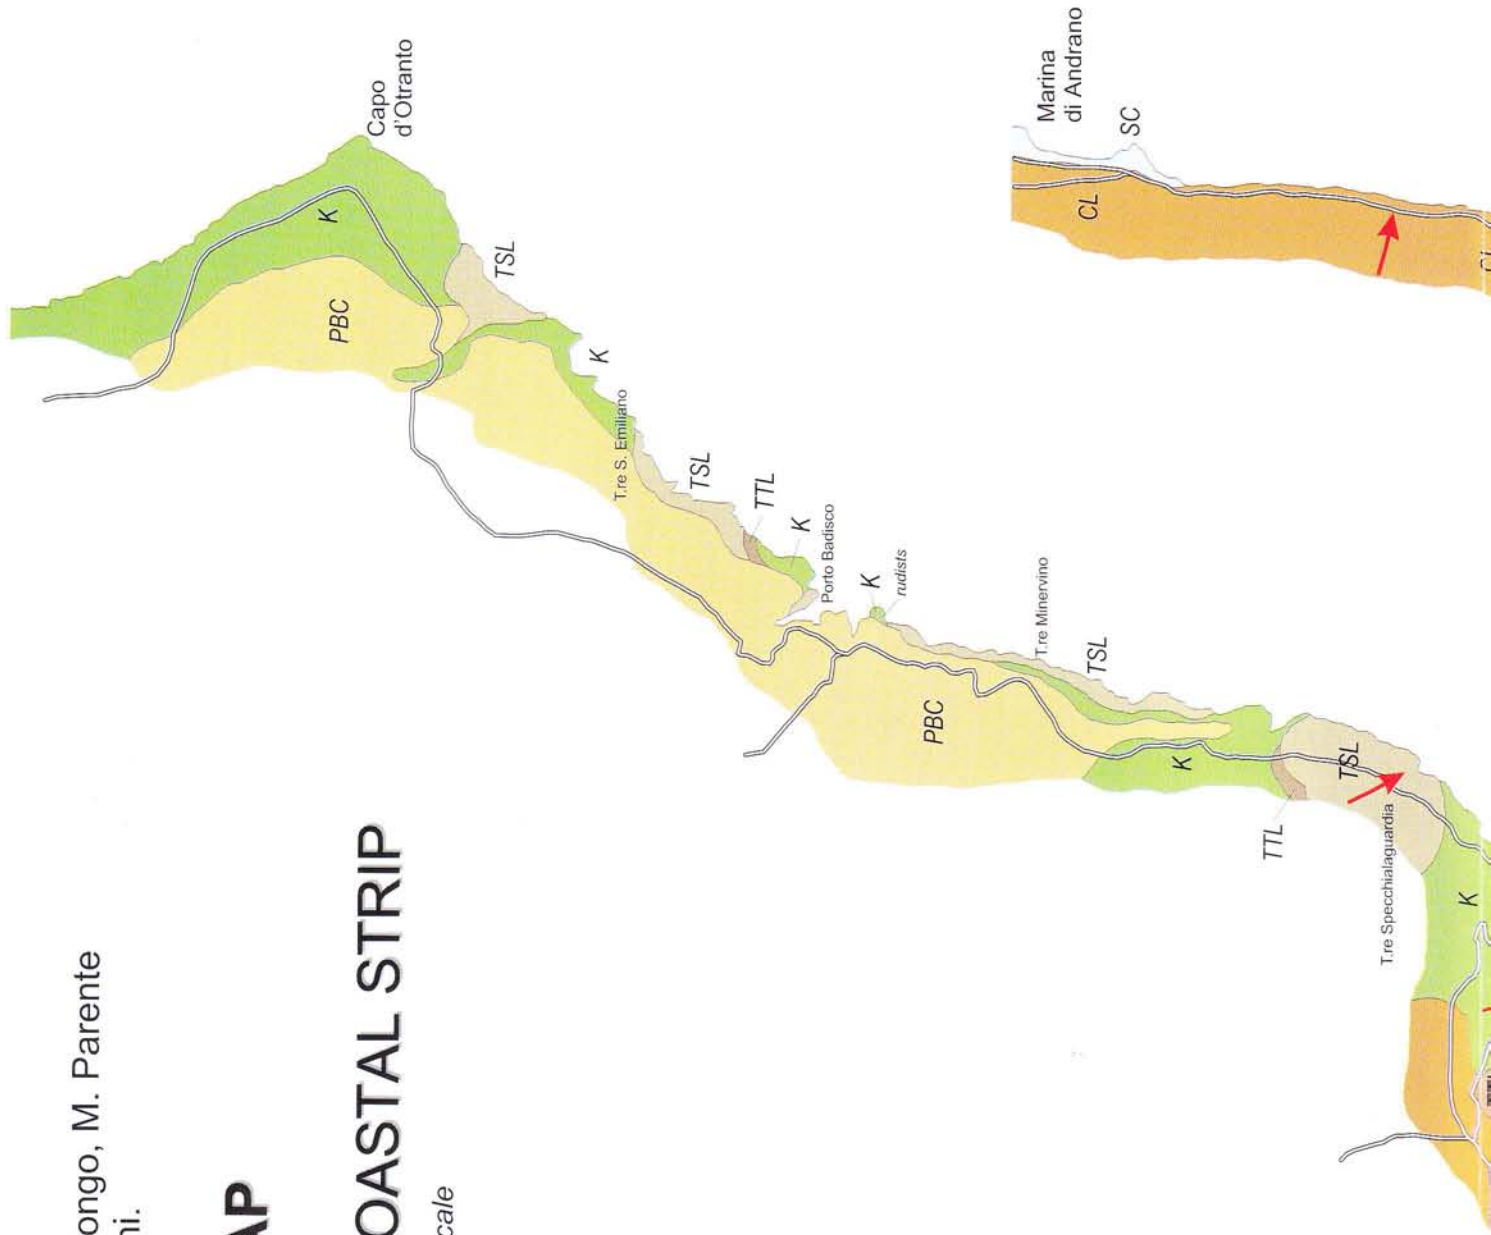 ongo, M. Parente
ni.
AP
OASTAL STRIP
cale
Capo
d'Otranto
K
PBC
TSL
K
T.re S. Emiliano
TSL
TTL
K
Porto Badisco
K
rudists
T.re Minervino
TSL
PBC
K
TTL
TSL
T.re Specchialaguardia
K
Marina
di Andrano
SC
CL